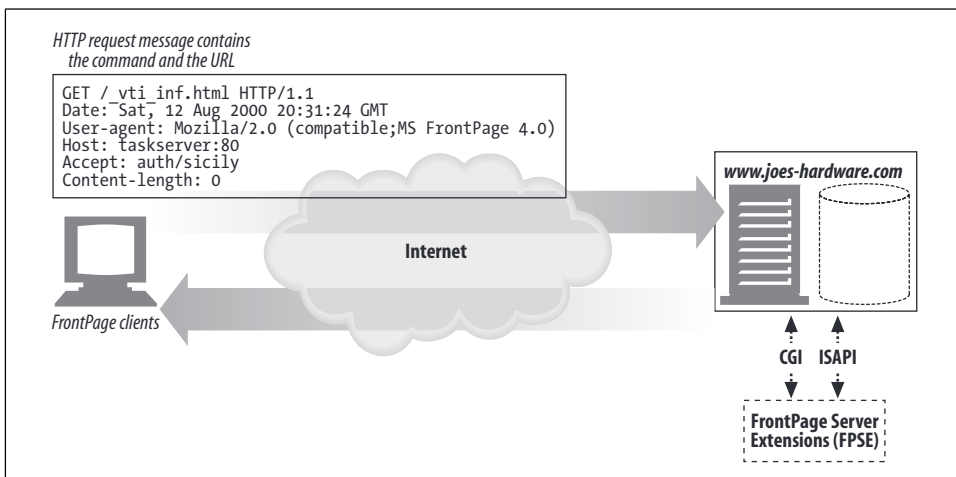 HTTP request message contains
the command and the URL
GET /_vti_inf.html HTTP/1.1
Date: Sat, 12 Aug 2000 20:31:24 GMT
User-agent: Mozilla/2.0 (compatible;MS FrontPage 4.0)
Host: taskserver:80
Accept: auth/sicily
Content-length: 0
www.joes-hardware.com
Internet
FrontPage clients
CGI ISAPI
FrontPage Server
Extensions (FPSE)